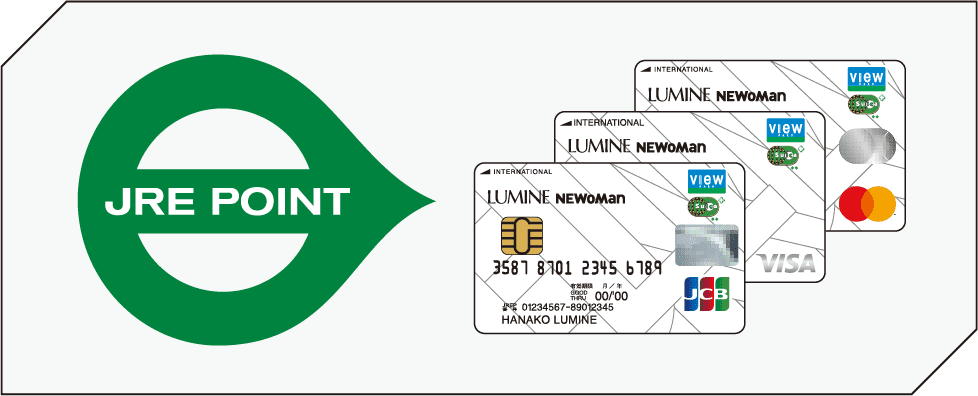 JRE POINT
INTERNATIONAL
LUMINE NEWoMan
VIEW
Suica
INTERNATIONAL
LUMINE NEWoMan
VIEW
Suica
VISA
INTERNATIONAL
LUMINE NEWoMan
VIEW
Suica
3587 8701 2345 6789
有効期限 月/年
GOOD THRU 00/'00
01234567-89012345
HANAKO LUMINE
JCB